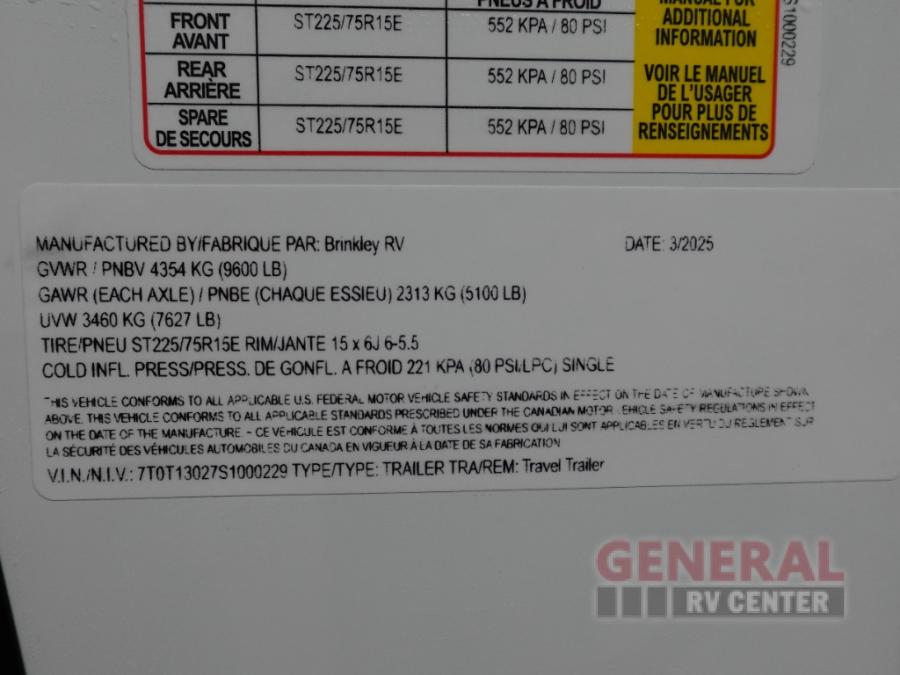 PNEUS A FROID
MANUAL FOR
ADDITIONAL
INFORMATION
FRONT
AVANT
ST225/75R15E
552 KPA / 80 PSI
REAR
ARRIÈRE
ST225/75R15E
552 KPA / 80 PSI
VOIR LE MANUEL
DE L'USAGER
POUR PLUS DE
RENSEIGNEMENTS
SPARE
DE SECOURS
ST225/75R15E
552 KPA / 80 PSI
S1000229
MANUFACTURED BY/FABRIQUE PAR: Brinkley RV DATE: 3/2025
GVWR / PNBV 4354 KG (9600 LB)
GAWR (EACH AXLE) / PNBE (CHAQUE ESSIEU) 2313 KG (5100 LB)
UVW 3460 KG (7627 LB)
TIRE/PNEU ST225/75R15E RIM/JANTE 15 x 6J 6-5.5
COLD INFL. PRESS/PRESS. DE GONFL. A FROID 221 KPA (80 PSI/LPC) SINGLE
THIS VEHICLE CONFORMS TO ALL APPLICABLE U.S. FEDERAL MOTOR VEHICLE SAFETY STANDARDS IN EFFECT ON THE DATE OF MANUFACTURE SHOWN
ABOVE. THIS VEHICLE CONFORMS TO ALL APPLICABLE STANDARDS PRESCRIBED UNDER THE CANADIAN MOTOR VEHICLE SAFETY REGULATIONS IN EFFECT
ON THE DATE OF THE MANUFACTURE - CE VÉHICULE EST CONFORME À TOUTES LES NORMES QUI LUI SONT APPLICABLES EN VERTU DU REGLEMENT SUR
LA SÉCURITÉ DES VÉHICULES AUTOMOBILES DU CANADA EN VIGUEUR À LA DATE DE SA FABRICATION
V.I.N./N.I.V.: 7T0T13027S1000229 TYPE/TYPE: TRAILER TRA/REM: Travel Trailer
GENERAL
RV CENTER